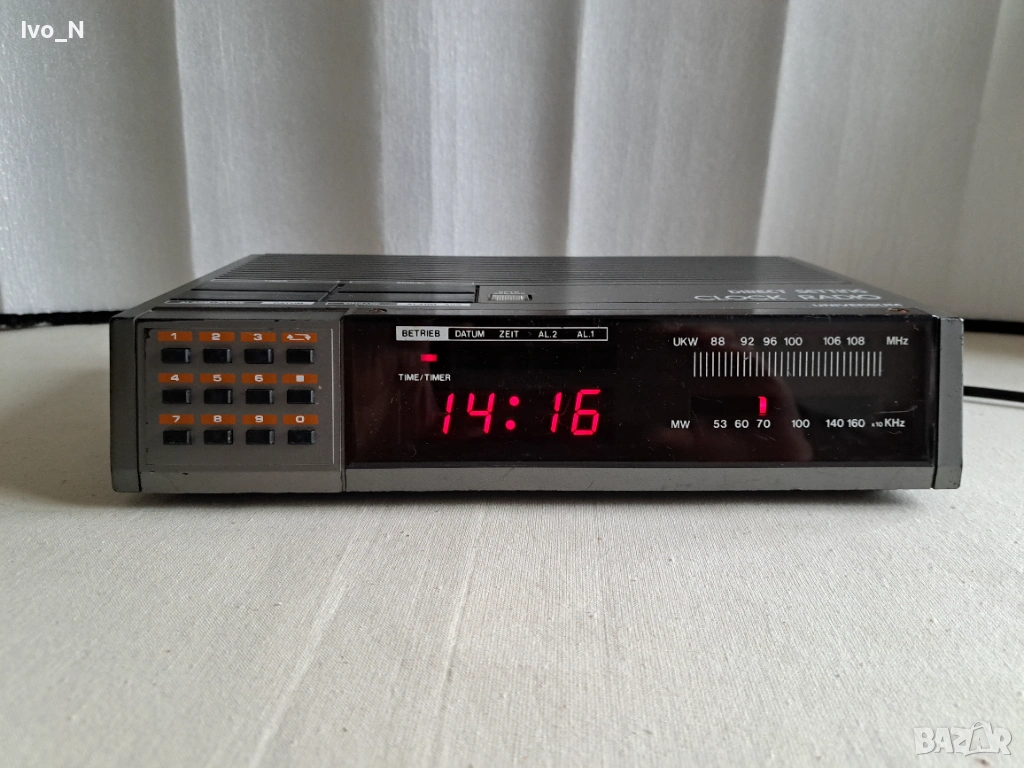 Ivo_N
DIRECT SETTING
CLOCK RADIO
1 2 3
4 5 6
7 8 9 0
BETRIEB DATUM ZEIT AL.2 AL.1
TIME/TIMER
14:16
UKW 88 92 96 100 106 108 MHz
MW 53 60 70 100 140 160 x10 KHz
BAZAR